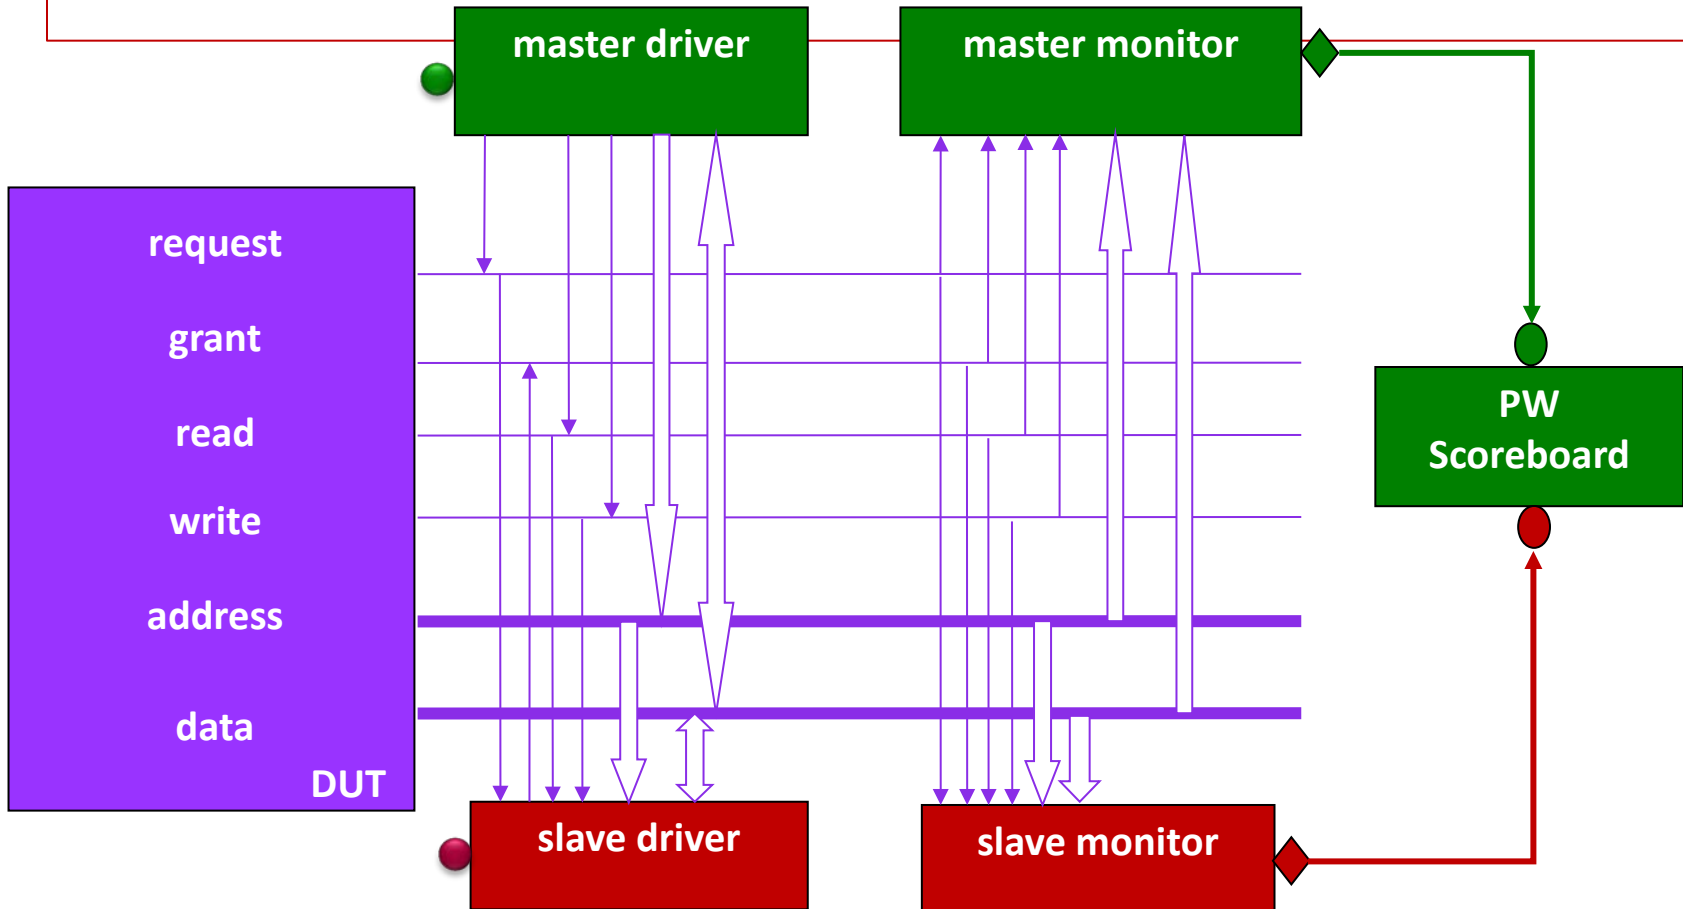 master driver
master monitor
request
grant
read
write
address
data
DUT
PW
Scoreboard
slave driver
slave monitor